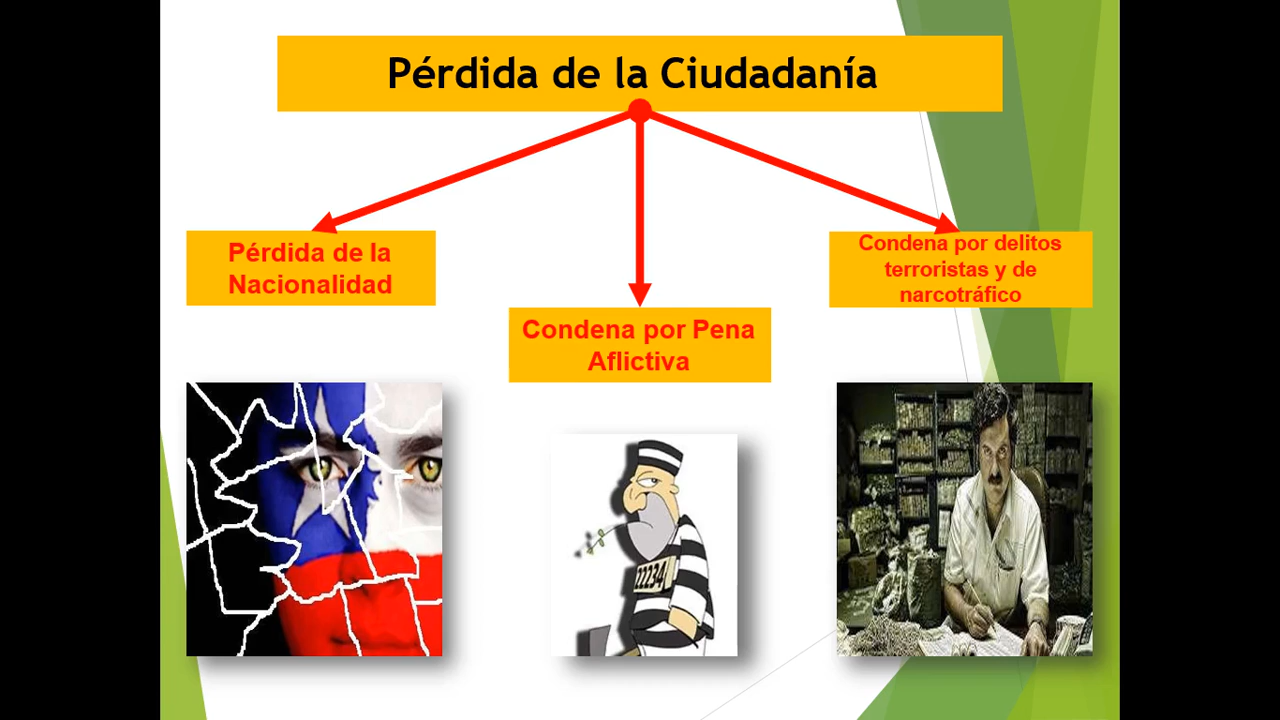 Pérdida de la Ciudadanía
Pérdida de la
Nacionalidad
Condena por Pena
Aflictiva
Condena por delitos
terroristas y de
narcotráfico
22234